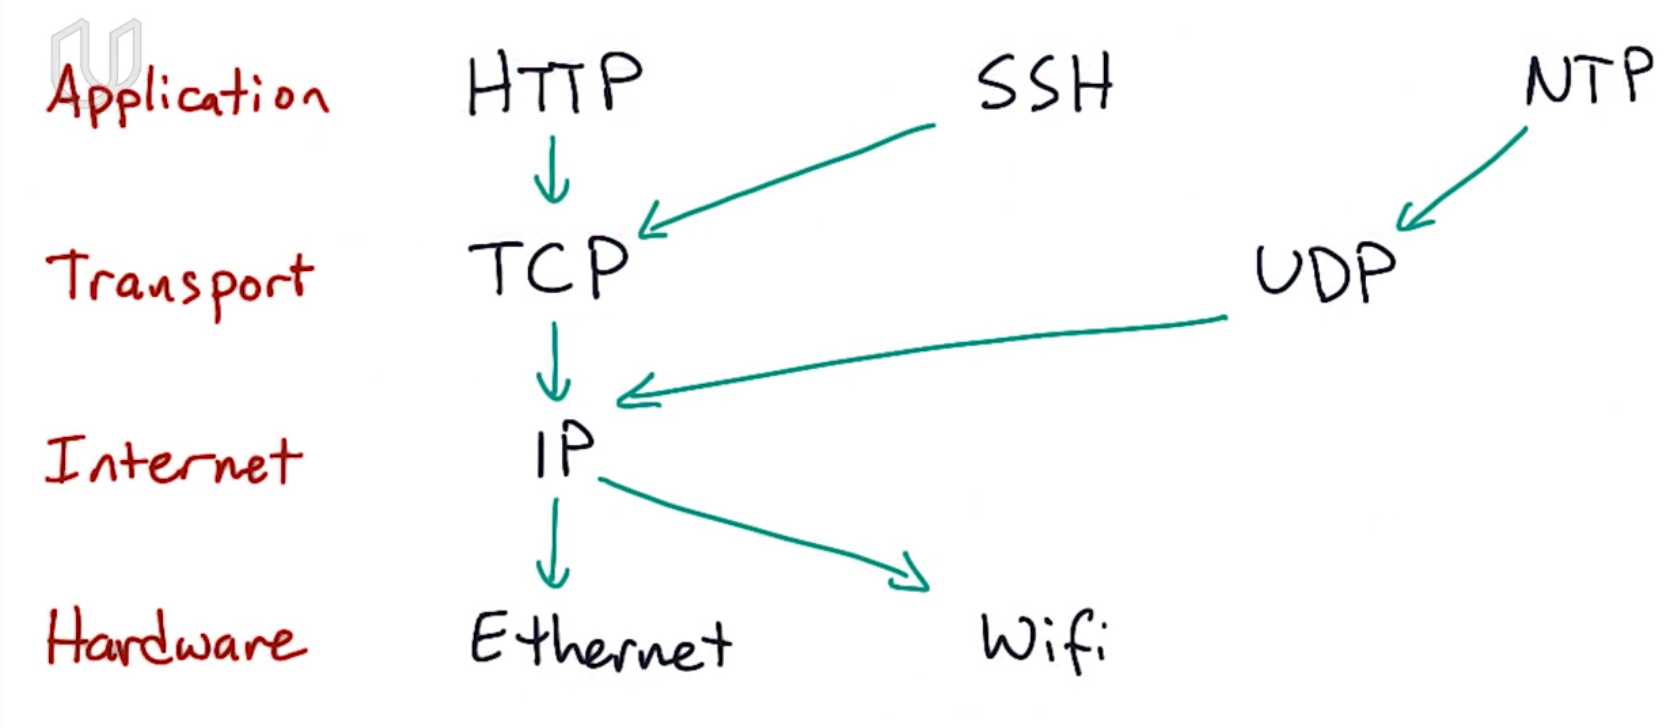 Application HTTP SSH NTP
Transport TCP UDP
Internet IP
Hardware Ethernet Wifi